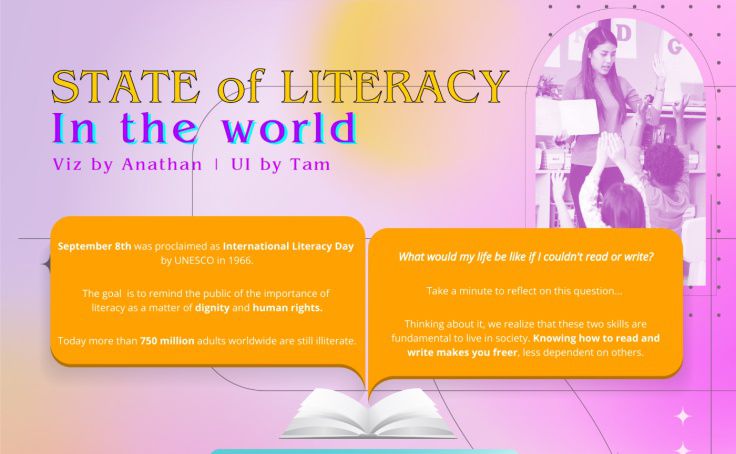 STATE of LITERACY
In the world
Viz by Anathan | UI by Tam
D G
September 8th was proclaimed as International Literacy Day
by UNESCO in 1966.
The goal is to remind the public of the importance of
literacy as a matter of dignity and human rights.
Today more than 750 million adults worldwide are still illiterate.
What would my life be like if I couldn't read or write?
Take a minute to reflect on this question...
Thinking about it, we realize that these two skills are
fundamental to live in society. Knowing how to read and
write makes you freer, less dependent on others.